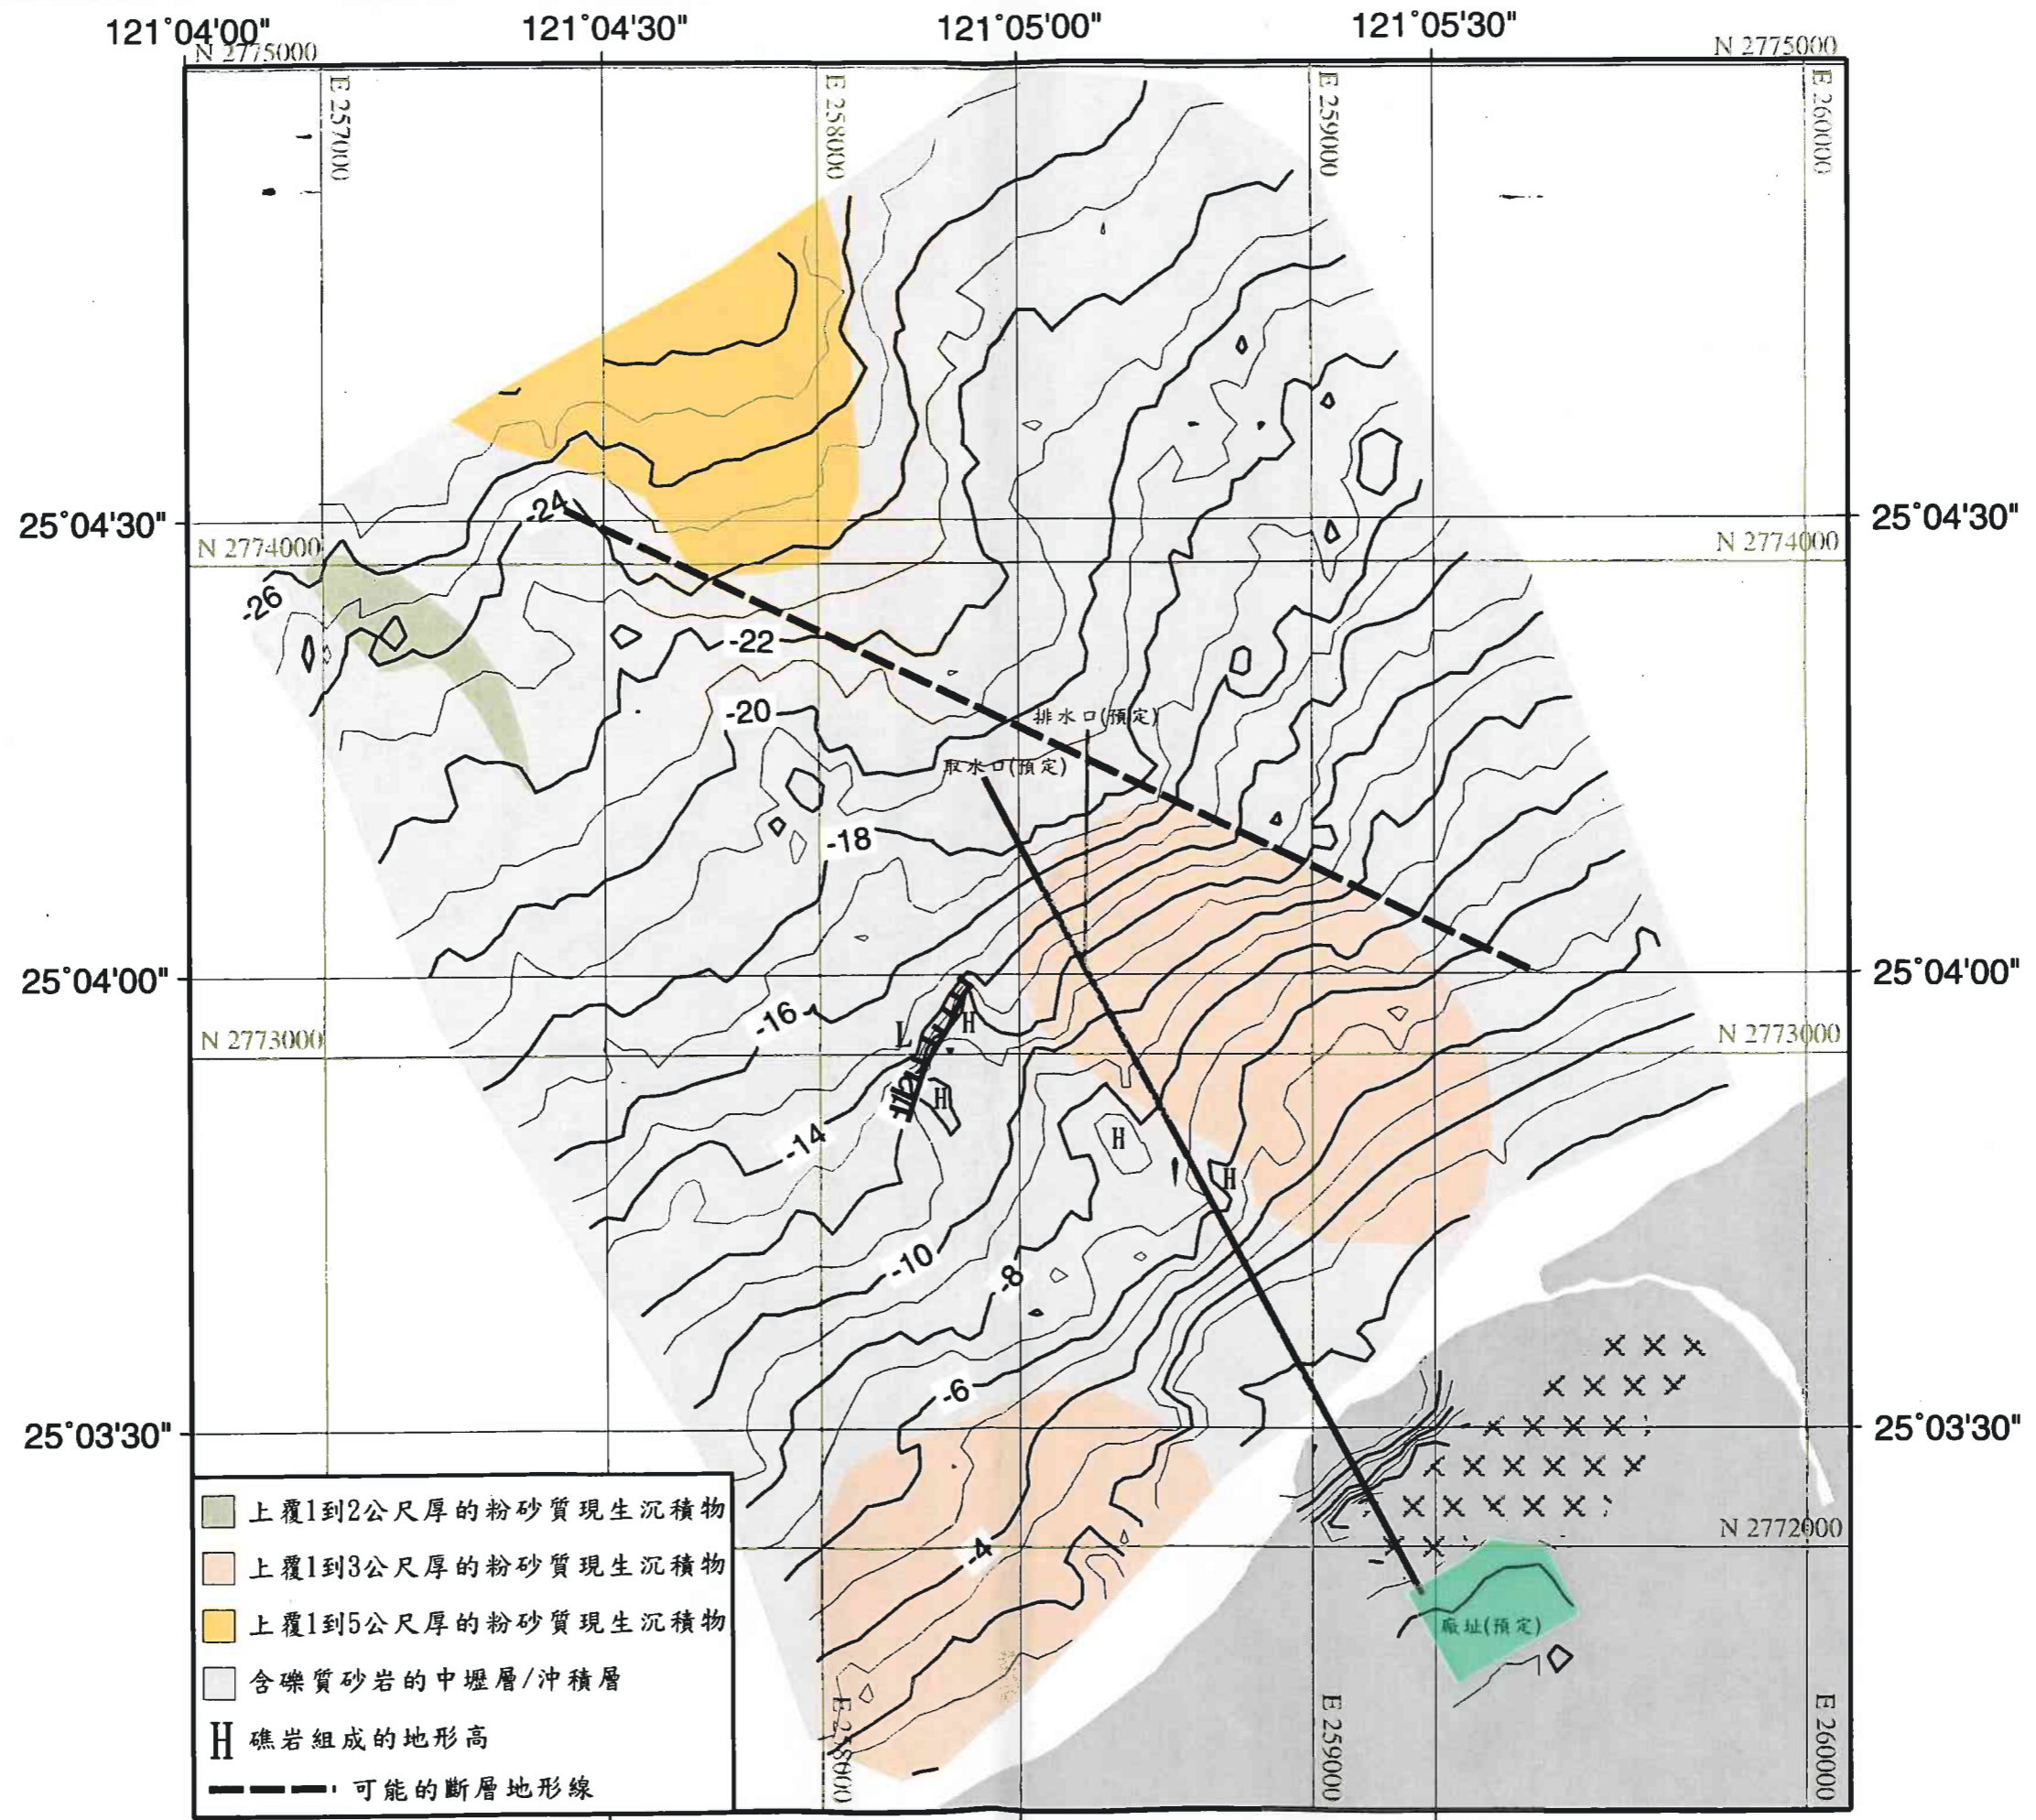 121°04'00"
121°04'30"
121°05'00"
121°05'30"
N 2775000
N 2775000
E 257000
E 258000
E 259000
E 260000
25°04'30"
-24
25°04'30"
N 2774000
N 2774000
-26
-22
-20
排水口(預定)
取水口(預定)
-18
25°04'00"
25°04'00"
-16
L
H
N 2773000
N 2773000
-12
H
-14
H
H
-10
-8
-6
25°03'30"
25°03'30"
N 2772000
-4
廠址(預定)
上覆1到2公尺厚的粉砂質現生沉積物
上覆1到3公尺厚的粉砂質現生沉積物
上覆1到5公尺厚的粉砂質現生沉積物
含礫質砂岩的中壢層/沖積層
H 礁岩組成的地形高
可能的斷層地形線
E 258000
E 259000
E 260000